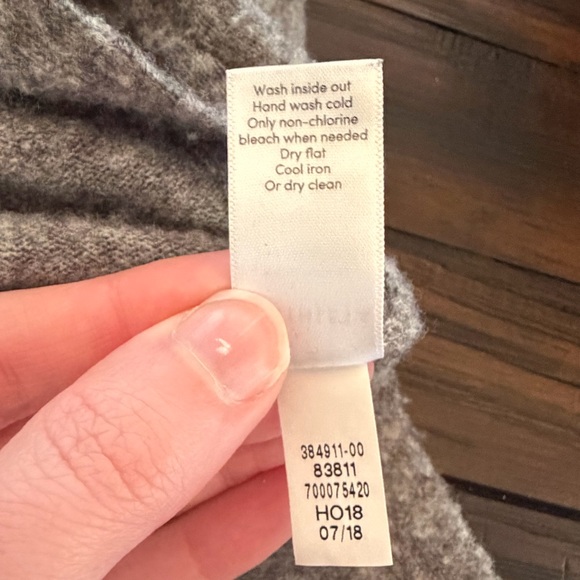 Wash inside out
Hand wash cold
Only non-chlorine
bleach when needed
Dry flat
Cool iron
Or dry clean
384911-00
83811
700075420
HO18
07/18